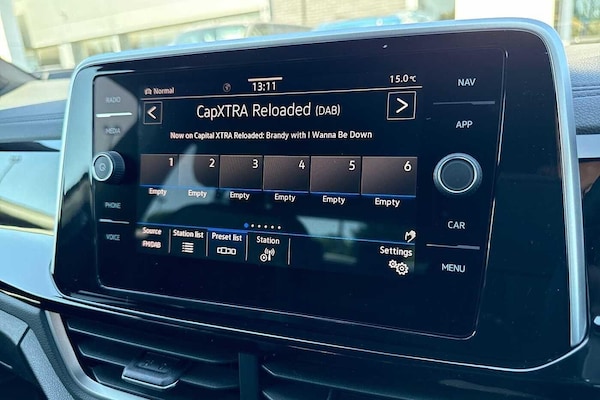 Normal 13:11 15.0°C
RADIO
NAV
< CapXTRA Reloaded (DAB) >
MEDIA
APP
Now on Capital XTRA Reloaded: Brandy with I Wanna Be Down
1 2 3 4 5 6
Empty Empty Empty Empty Empty Empty
PHONE
CAR
Source Station list Preset list Station Settings
FM/DAB
VOICE
MENU